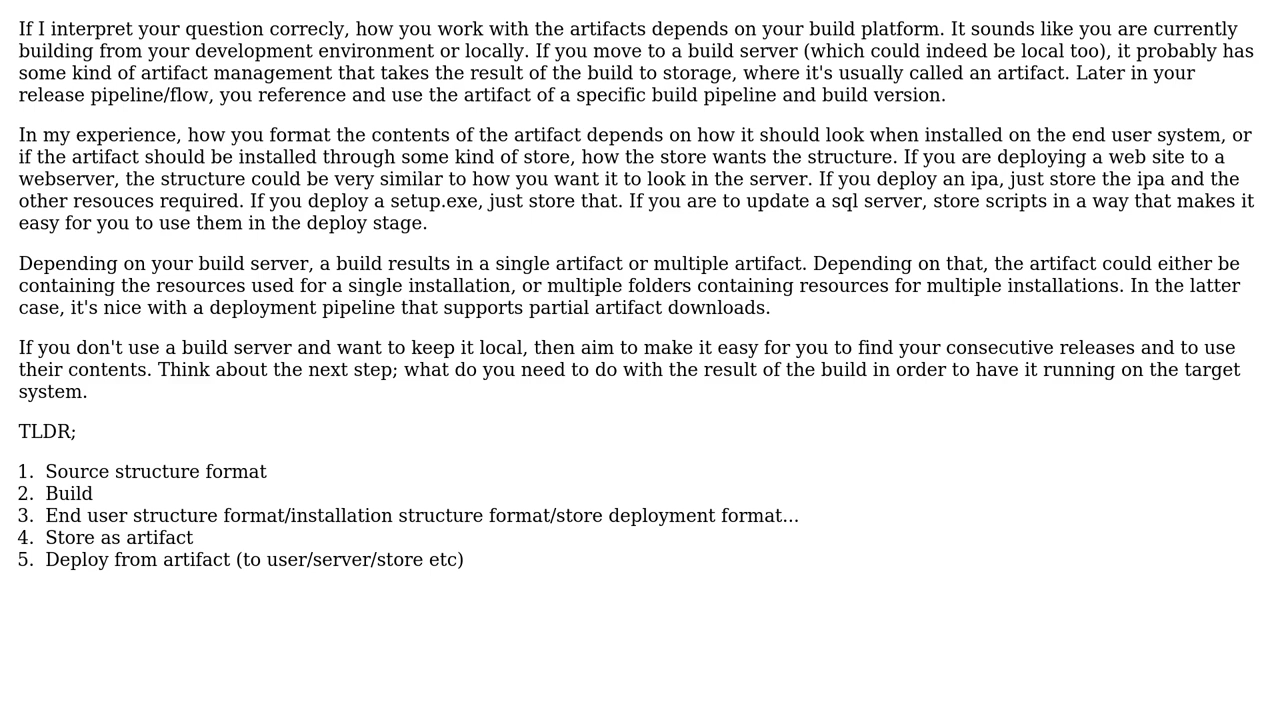 If I interpret your question correcly, how you work with the artifacts depends on your build platform. It sounds like you are currently
building from your development environment or locally. If you move to a build server (which could indeed be local too), it probably has
some kind of artifact management that takes the result of the build to storage, where it's usually called an artifact. Later in your
release pipeline/flow, you reference and use the artifact of a specific build pipeline and build version.
In my experience, how you format the contents of the artifact depends on how it should look when installed on the end user system, or
if the artifact should be installed through some kind of store, how the store wants the structure. If you are deploying a web site to a
webserver, the structure could be very similar to how you want it to look in the server. If you deploy an ipa, just store the ipa and the
other resouces required. If you deploy a setup.exe, just store that. If you are to update a sql server, store scripts in a way that makes it
easy for you to use them in the deploy stage.
Depending on your build server, a build results in a single artifact or multiple artifact. Depending on that, the artifact could either be
containing the resources used for a single installation, or multiple folders containing resources for multiple installations. In the latter
case, it's nice with a deployment pipeline that supports partial artifact downloads.
If you don't use a build server and want to keep it local, then aim to make it easy for you to find your consecutive releases and to use
their contents. Think about the next step; what do you need to do with the result of the build in order to have it running on the target
system.
TLDR;
1. Source structure format
2. Build
3. End user structure format/installation structure format/store deployment format...
4. Store as artifact
5. Deploy from artifact (to user/server/store etc)